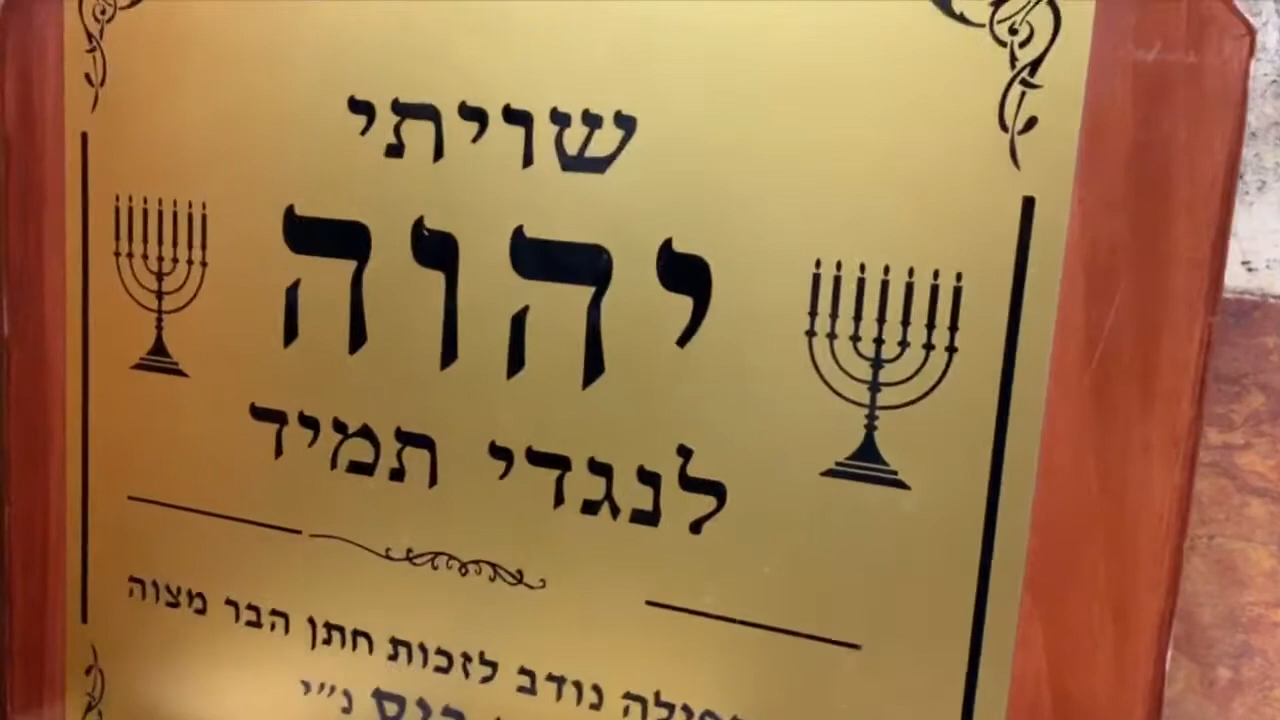 שויתי
יהוה
לנגדי תמיד
נודב לזכות חתן הבר מצוה
נ״י